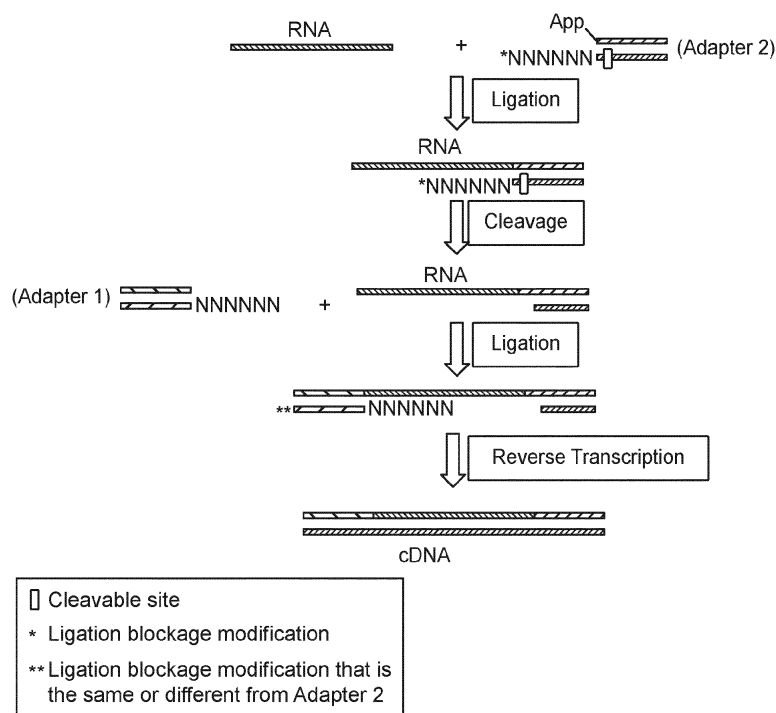 RNA
+
App
*NNNNNN
(Adapter 2)
Ligation
RNA
*NNNNNN
Cleavage
(Adapter 1)
NNNNNN
+
RNA
Ligation
**
NNNNNN
Reverse Transcription
cDNA
Cleavable site
* Ligation blockage modification
** Ligation blockage modification that is
the same or different from Adapter 2